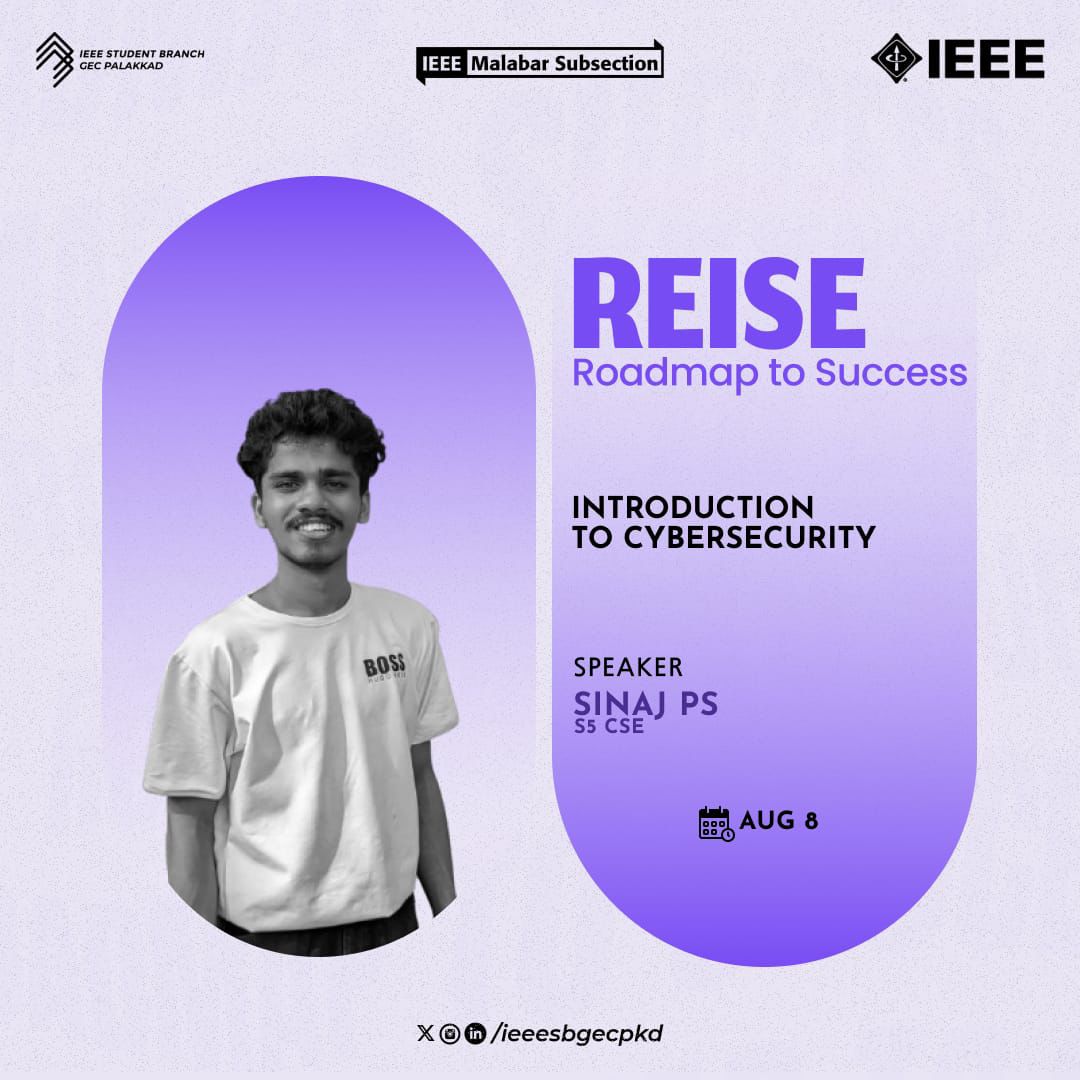 IEEE STUDENT BRANCH
GEC PALAKKAD
IEEE Malabar Subsection
IEEE
REISE
Roadmap to Success
INTRODUCTION
TO CYBERSECURITY
BOSS
SPEAKER
SINAJ PS
S5 CSE
AUG 8
/ieeesbgecpkd